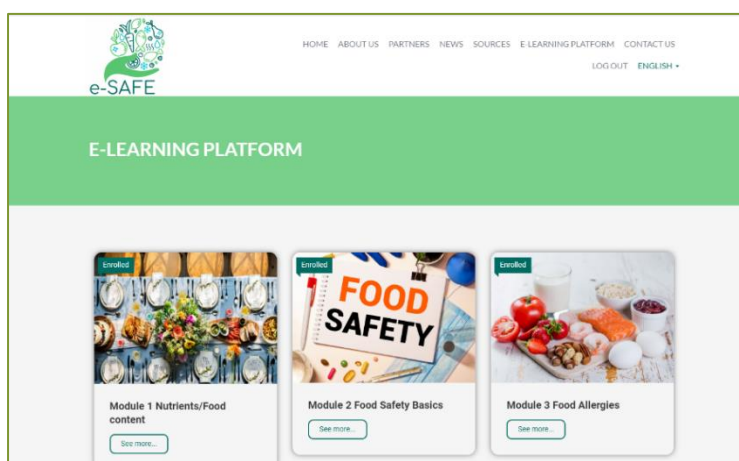 HOME ABOUT US PARTNERS NEWS SOURCES E-LEARNING PLATFORM CONTACT US
LOG OUT ENGLISH
e-SAFE
E-LEARNING PLATFORM
Enrolled
Enrolled
Enrolled
FOOD
SAFETY
Module 1 Nutrients/Food
content
See more...
Module 2 Food Safety Basics
See more...
Module 3 Food Allergies
See more...